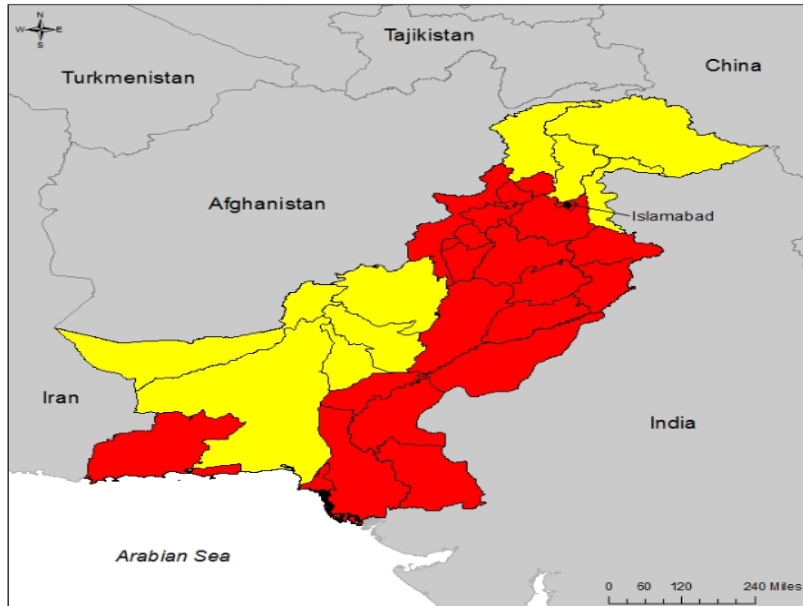 N
W E
S
Tajikistan
China
Turkmenistan
Afghanistan
Islamabad
Iran
India
Arabian Sea
0 60 120 240 Miles